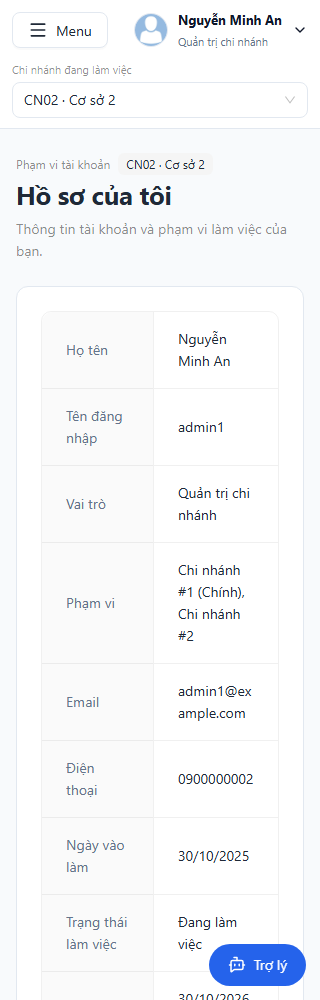 Menu
Nguyễn Minh An
Quản trị chi nhánh
Chi nhánh đang làm việc
CN02 · Cơ sở 2
Phạm vi tài khoản CN02 · Cơ sở 2
Hồ sơ của tôi
Thông tin tài khoản và phạm vi làm việc của
bạn.
Họ tên
Nguyễn
Minh An
Tên đăng
nhập
admin1
Vai trò
Quản trị chi
nhánh
Phạm vi
Chi nhánh
#1 (Chính),
Chi nhánh
#2
Email
admin1@ex
ample.com
Điện
thoại
0900000002
Ngày vào
làm
30/10/2025
Trạng thái
làm việc
Đang làm
việc
Trợ lý
30/10/2026